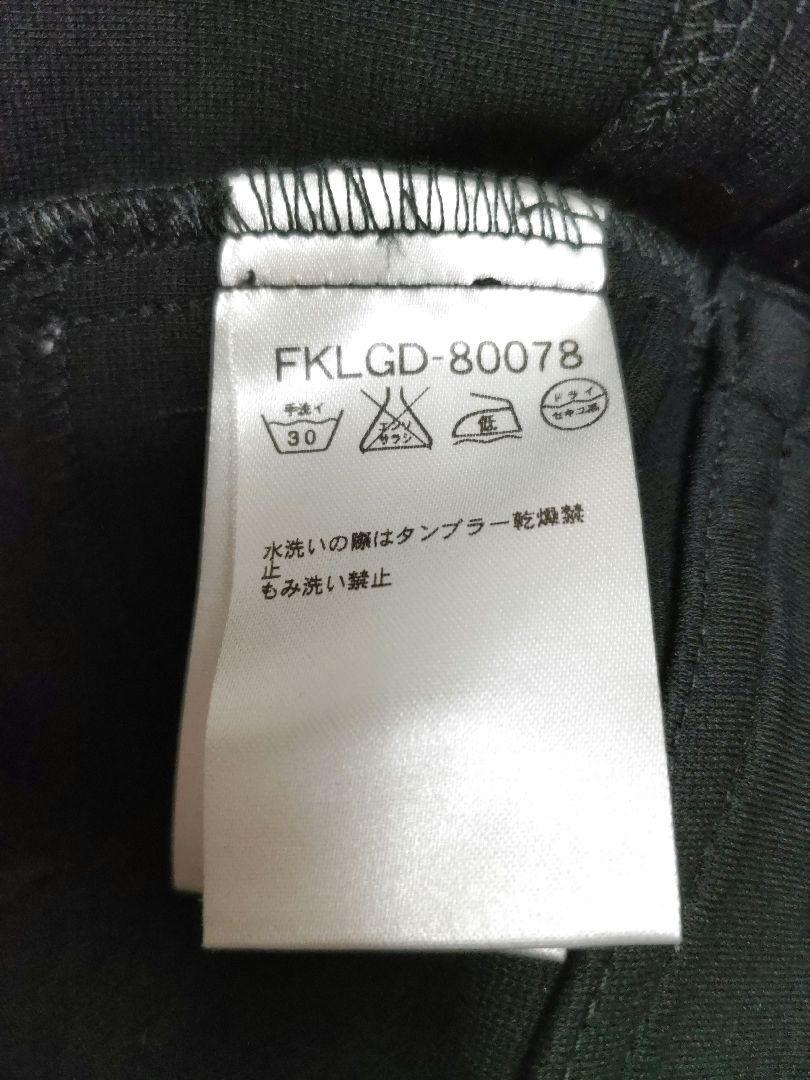 FKLGD-80078
手洗イ
30
エンソ
サラシ
低
ドライ
セキユ系
水洗いの際はタンブラー乾燥禁
止
もみ洗い禁止